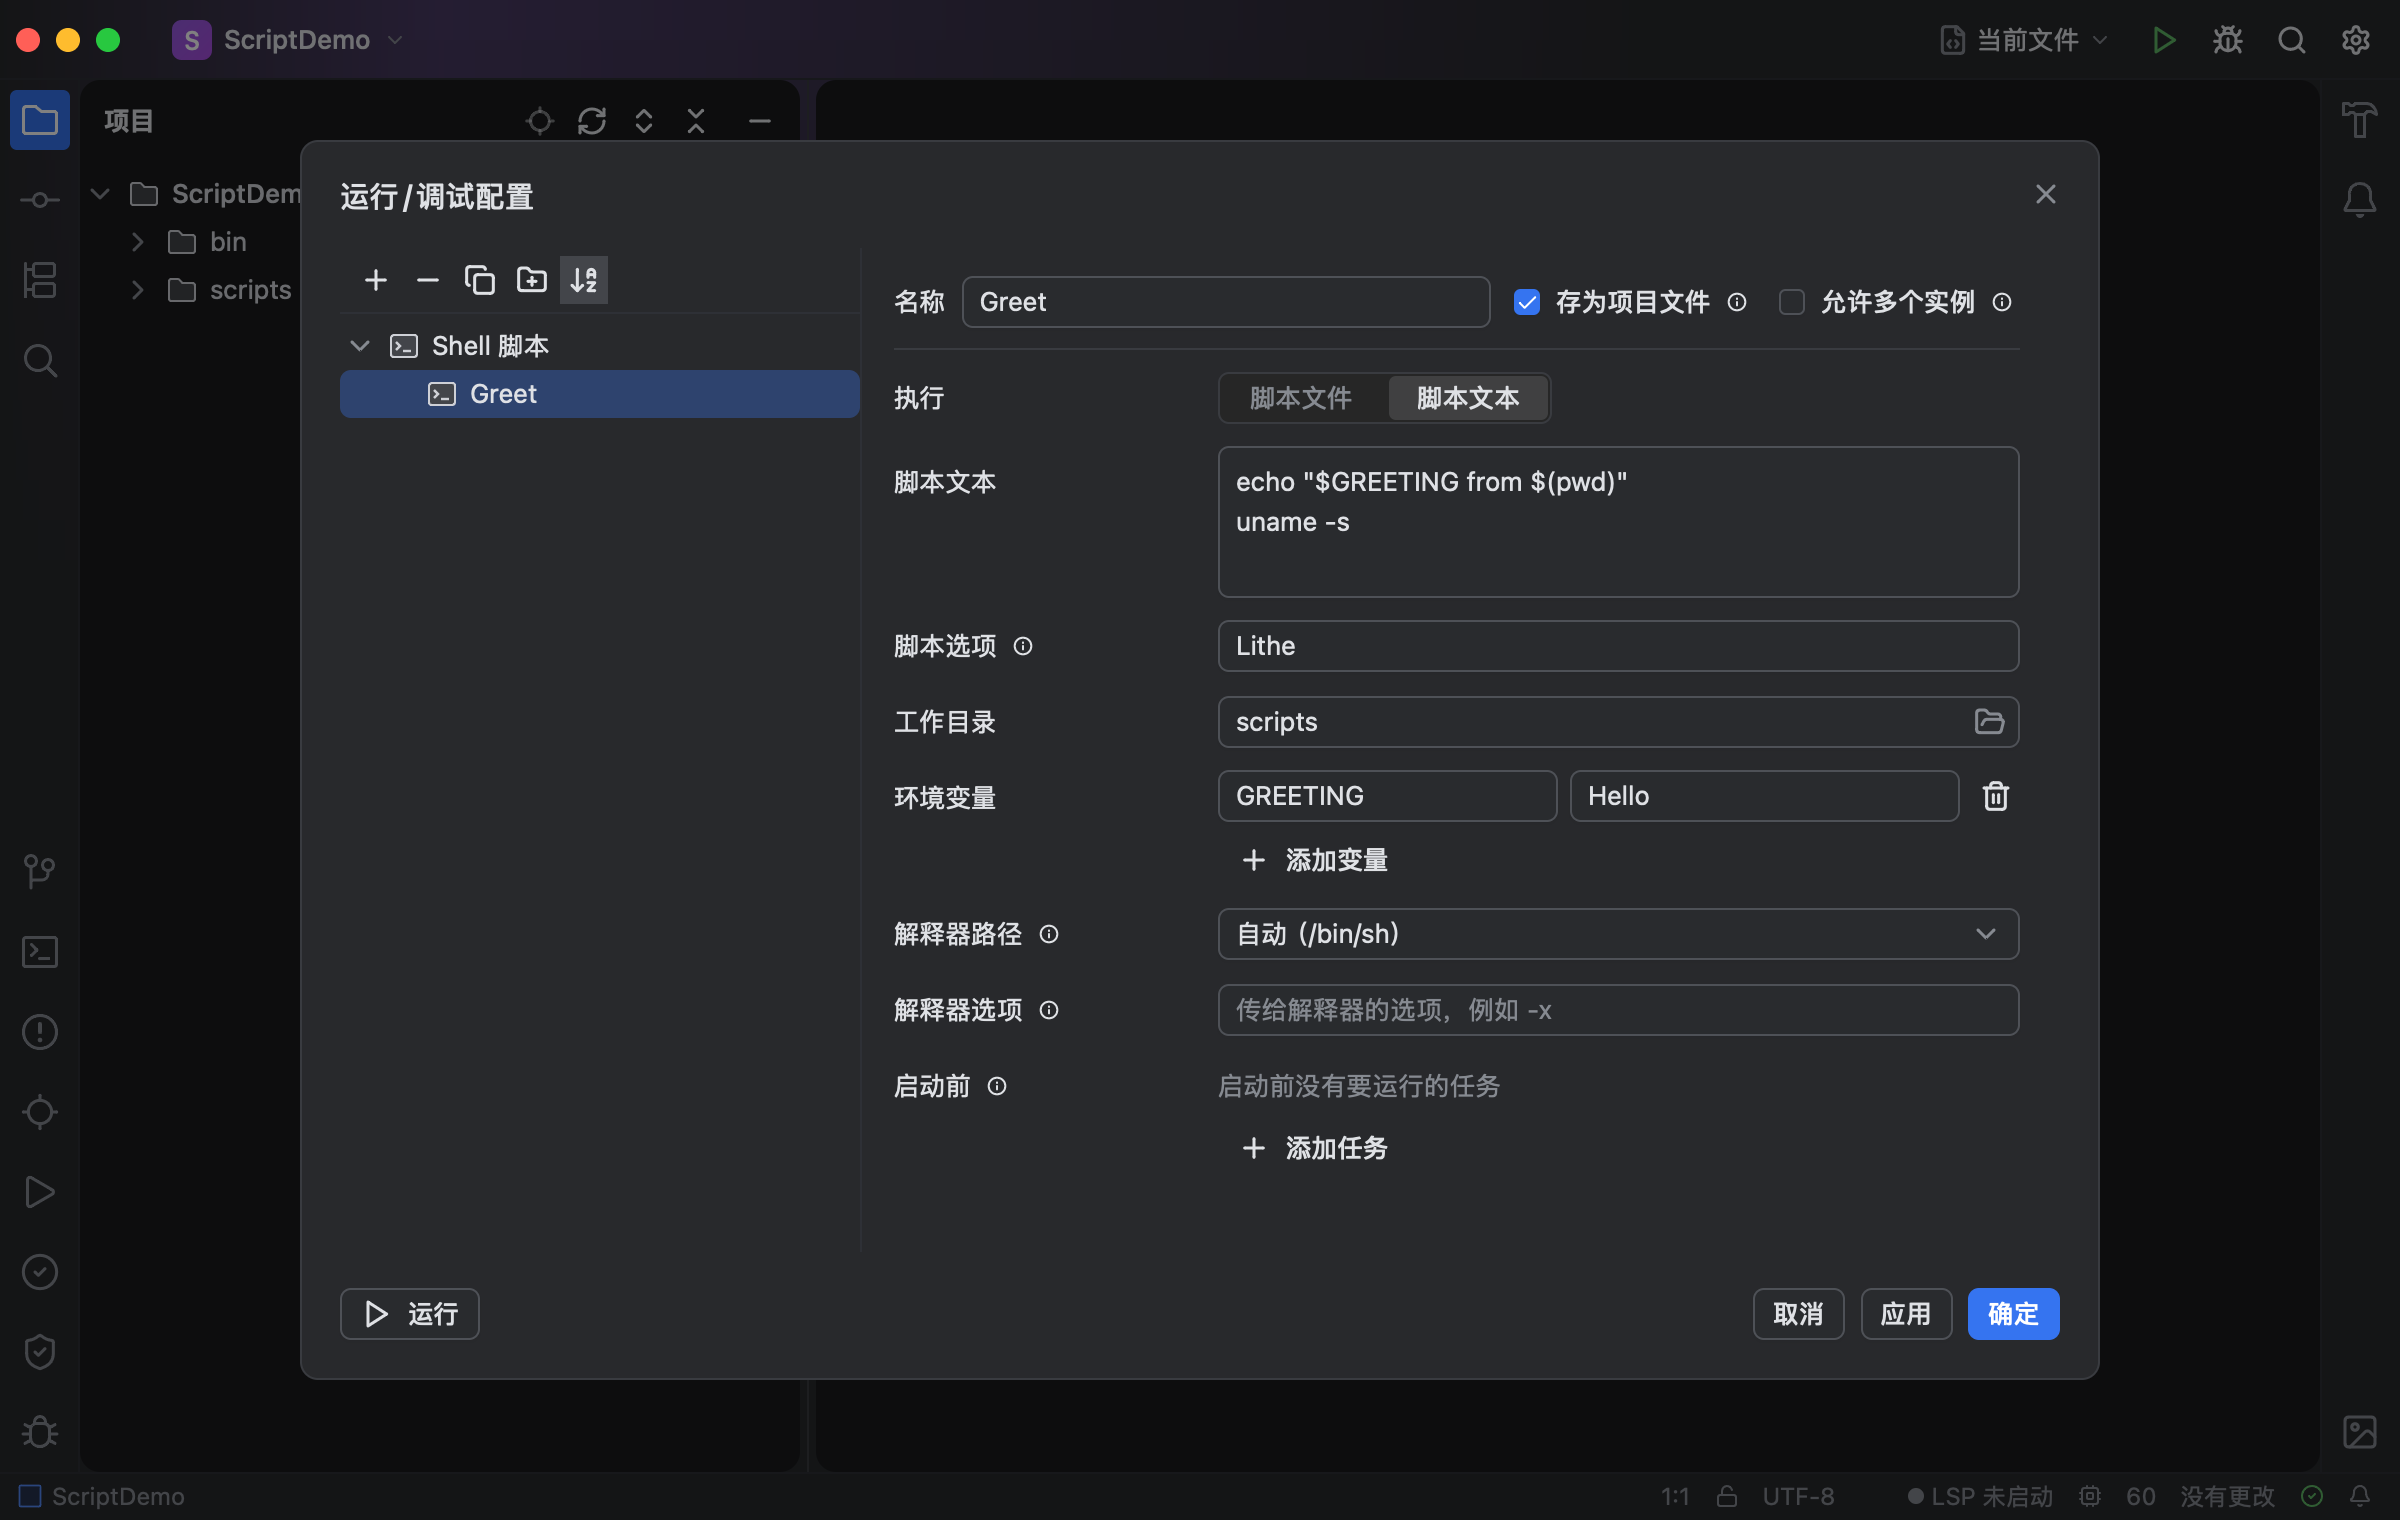 S ScriptDemo
当前文件
项目
ScriptDem
bin
scripts
运行/调试配置
Shell 脚本
Greet
名称 Greet 存为项目文件 允许多个实例
执行 脚本文件 脚本文本
脚本文本 echo "$GREETING from $(pwd)"
uname -s
脚本选项 Lithe
工作目录 scripts
环境变量 GREETING Hello
添加变量
解释器路径 自动 (/bin/sh)
解释器选项 传给解释器的选项，例如 -x
启动前 启动前没有要运行的任务
添加任务
运行 取消 应用 确定
ScriptDemo 1:1 UTF-8 LSP 未启动 60 没有更改